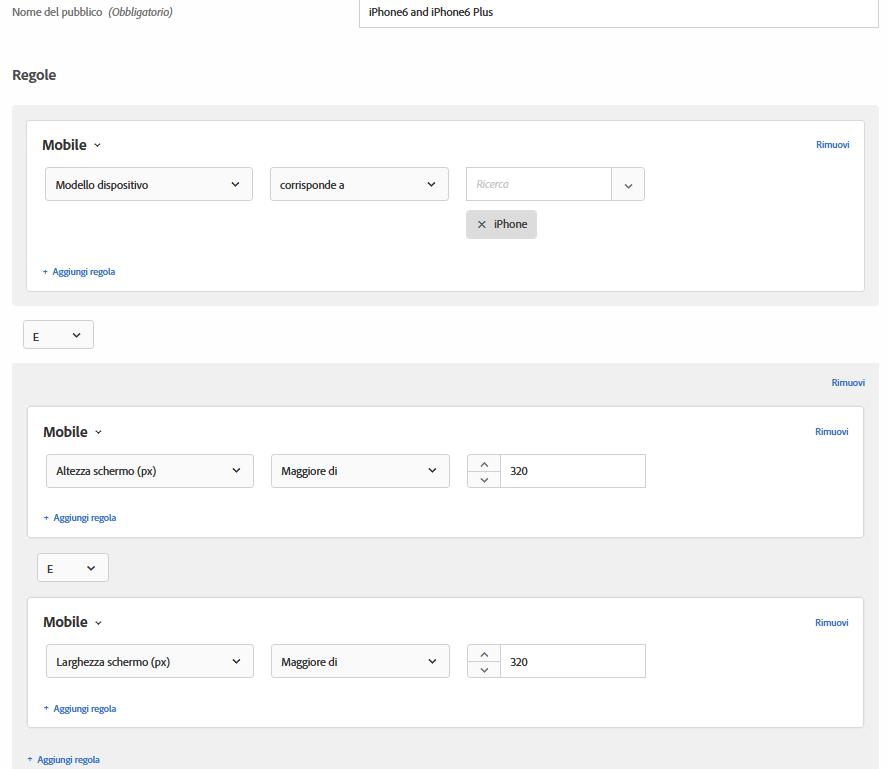 Nome del pubblico (Obbligatorio) iPhone6 and iPhone6 Plus
Regole
Mobile Rimuovi
Modello dispositivo corrisponde a Ricerca
× iPhone
+ Aggiungi regola
E
Rimuovi
Mobile Rimuovi
Altezza schermo (px) Maggiore di 320
+ Aggiungi regola
E
Mobile Rimuovi
Larghezza schermo (px) Maggiore di 320
+ Aggiungi regola
+ Aggiungi regola